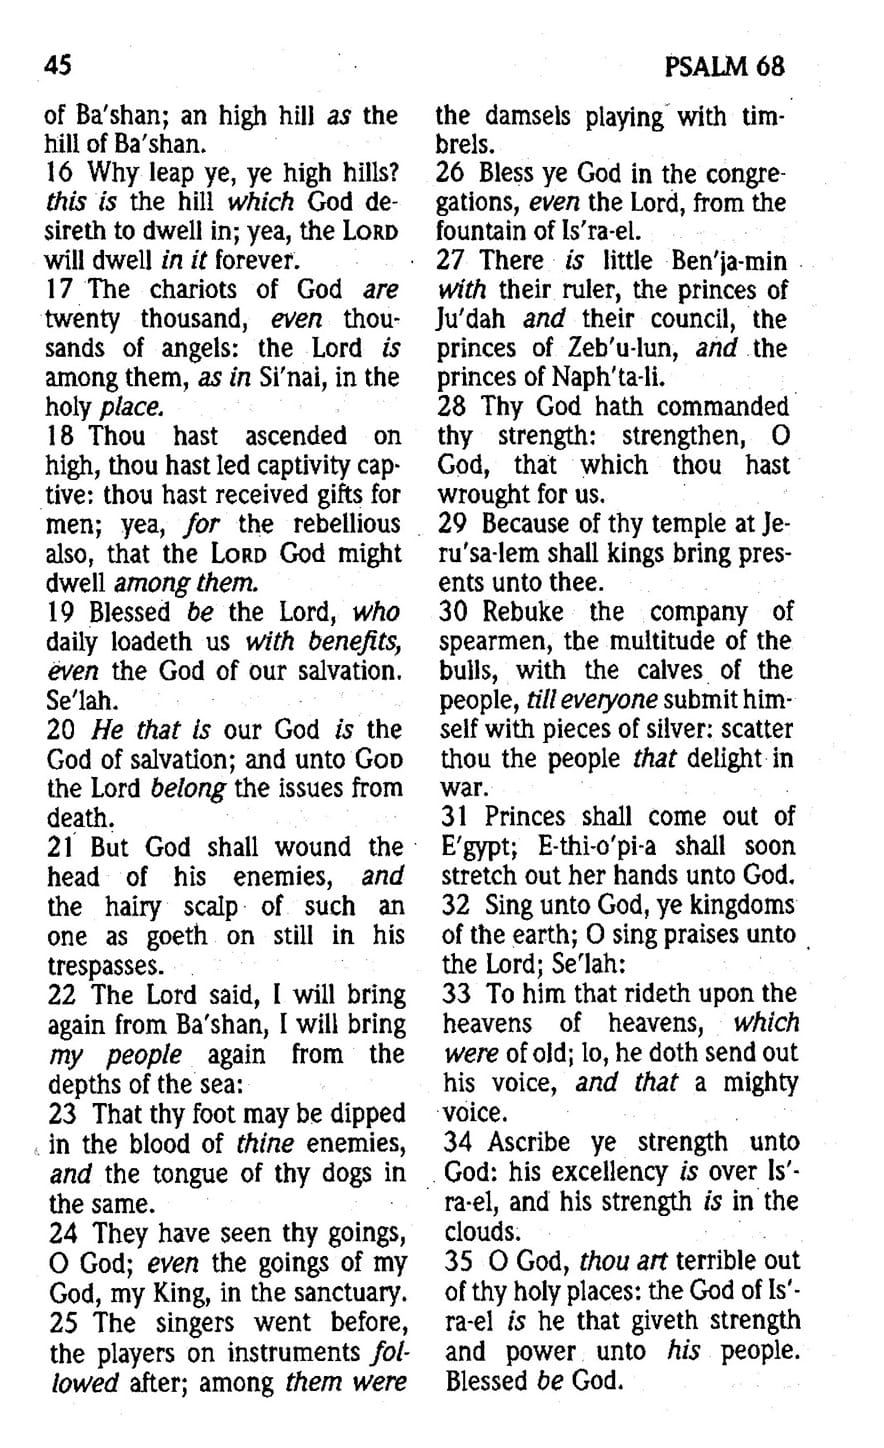 45
PSALM 68
of Ba'shan; an high hill as the
hill of Ba'shan.
16 Why leap ye, ye high hills?
this is the hill which God de-
sireth to dwell in; yea, the LORD
will dwell in it forever.
17 The chariots of God are
twenty thousand, even thou-
sands of angels: the Lord is
among them, as in Si'nai, in the
holy place.
18 Thou hast ascended on
high, thou hast led captivity cap-
tive: thou hast received gifts for
men; yea, for the rebellious
also, that the LORD God might
dwell among them.
19 Blessed be the Lord, who
daily loadeth us with benefits,
even the God of our salvation.
Se'lah.
20 He that is our God is the
God of salvation; and unto GOD
the Lord belong the issues from
death.
21 But God shall wound the
head of his enemies, and
the hairy scalp of such an
one as goeth on still in his
trespasses.
22 The Lord said, I will bring
again from Ba'shan, I will bring
my people again from the
depths of the sea:
23 That thy foot may be dipped
in the blood of thine enemies,
and the tongue of thy dogs in
the same.
24 They have seen thy goings,
O God; even the goings of my
God, my King, in the sanctuary.
25 The singers went before,
the players on instruments fol-
lowed after; among them were
the damsels playing with tim-
brels.
26 Bless ye God in the congre-
gations, even the Lord, from the
fountain of Is'ra-el.
27 There is little Ben'ja-min
with their ruler, the princes of
Ju'dah and their council, the
princes of Zeb'u-lun, and the
princes of Naph'ta-li.
28 Thy God hath commanded
thy strength: strengthen, O
God, that which thou hast
wrought for us.
29 Because of thy temple at Je-
ru'sa-lem shall kings bring pres-
ents unto thee.
30 Rebuke the company of
spearmen, the multitude of the
bulls, with the calves of the
people, till everyone submit him-
self with pieces of silver: scatter
thou the people that delight in
war.
31 Princes shall come out of
E'gypt; E-thi-o'pi-a shall soon
stretch out her hands unto God.
32 Sing unto God, ye kingdoms
of the earth; O sing praises unto
the Lord; Se'lah:
33 To him that rideth upon the
heavens of heavens, which
were of old; lo, he doth send out
his voice, and that a mighty
voice.
34 Ascribe ye strength unto
God: his excellency is over Is'-
ra-el, and his strength is in the
clouds.
35 O God, thou art terrible out
of thy holy places: the God of Is'-
ra-el is he that giveth strength
and power unto his people.
Blessed be God.